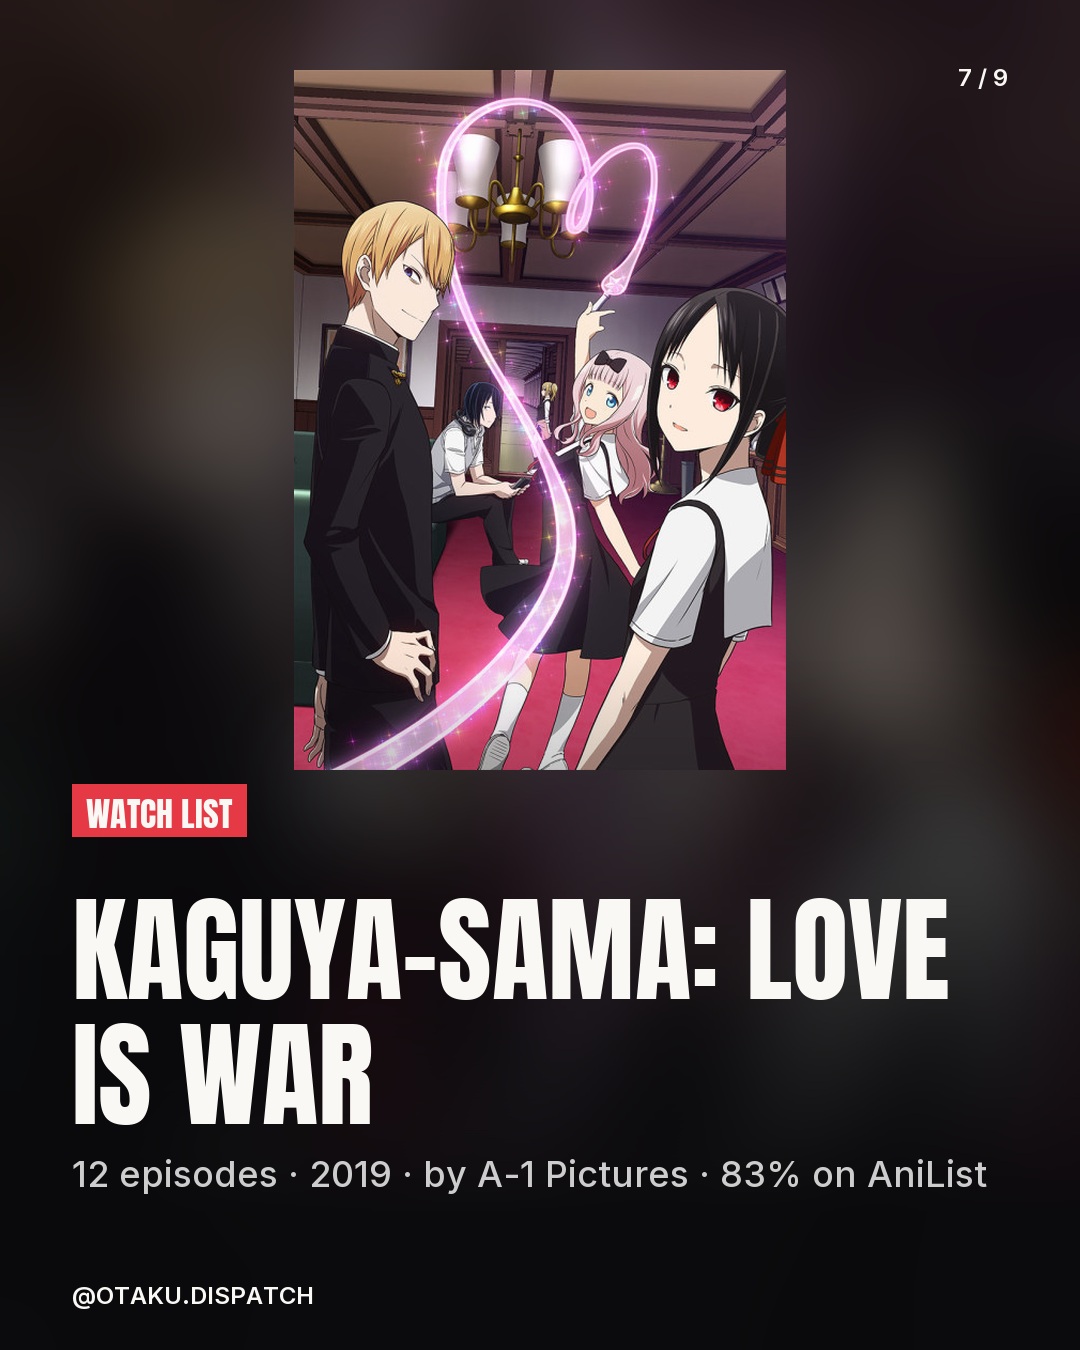 7 / 9
WATCH LIST
KAGUYA-SAMA: LOVE
IS WAR
12 episodes · 2019 · by A-1 Pictures · 83% on AniList
@OTAKU.DISPATCH